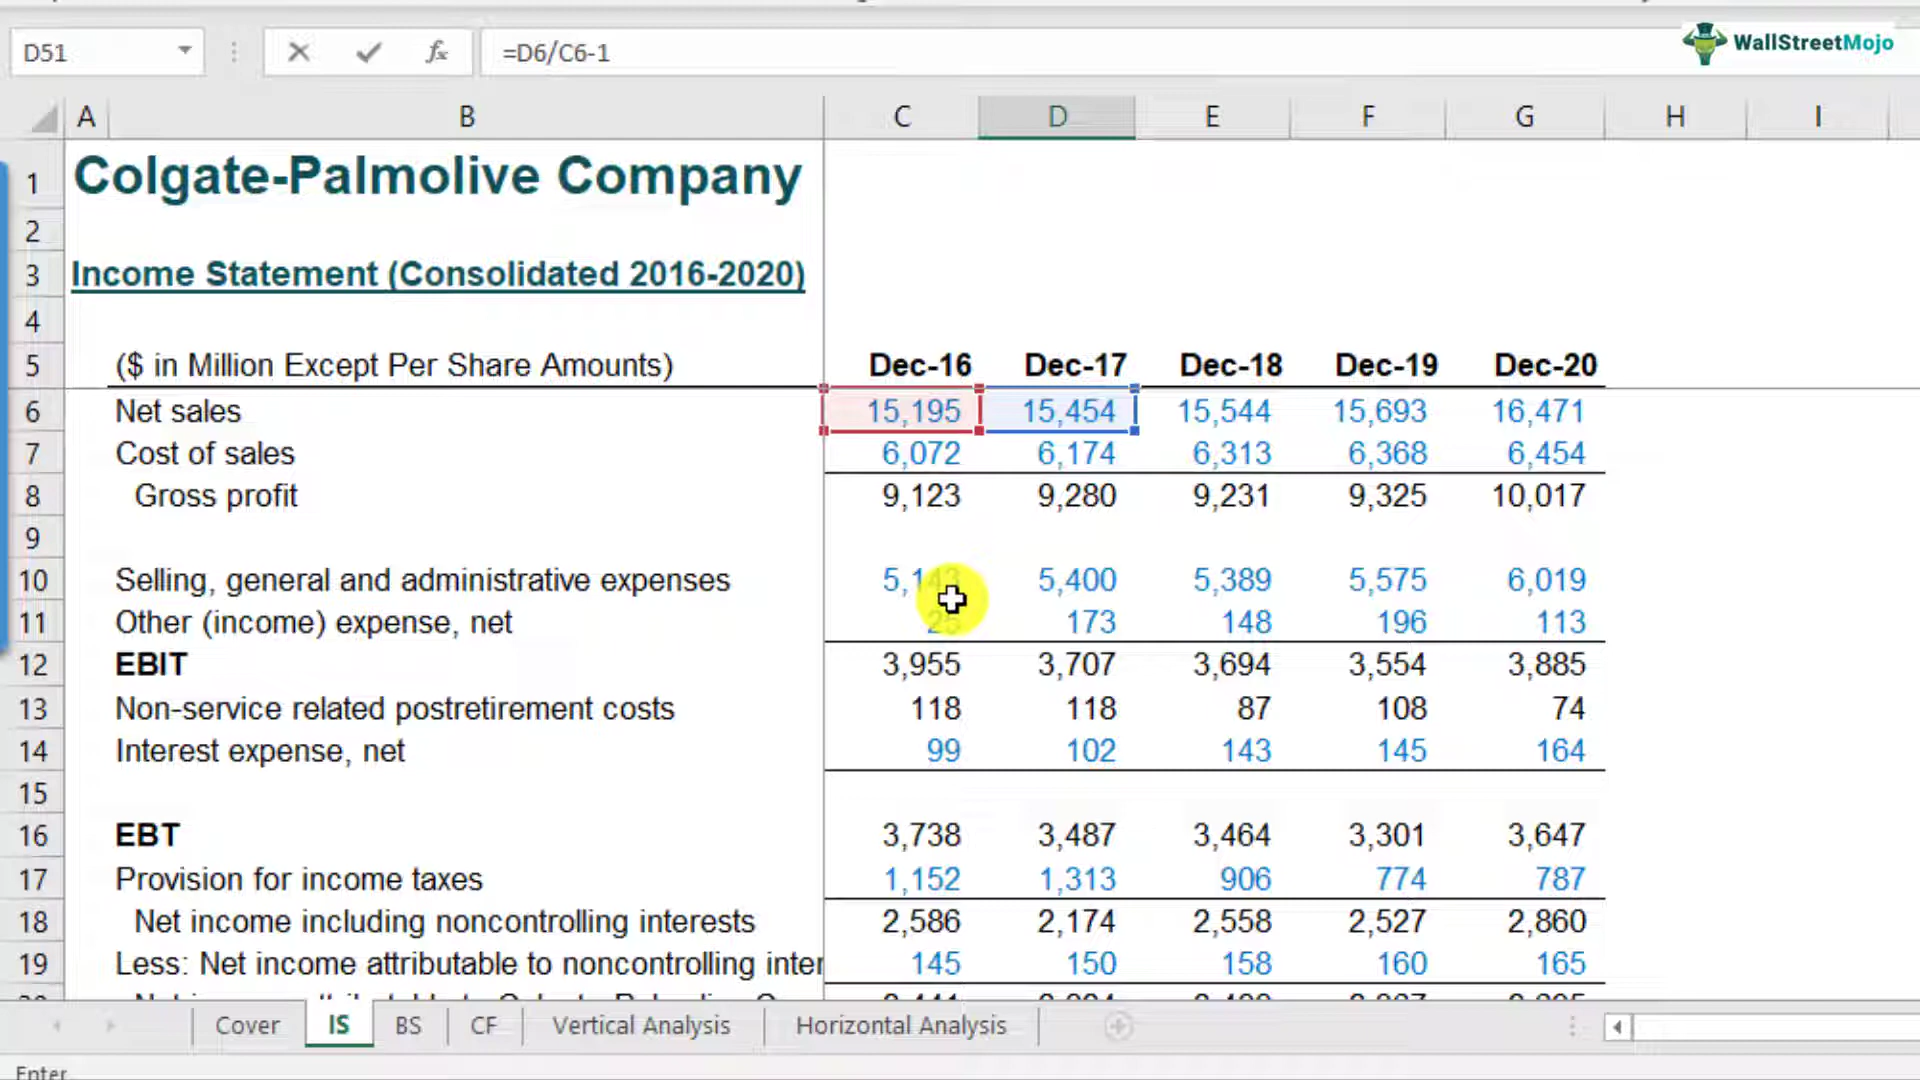 D51 fx =D6/C6-1 WallStreetMojo
A B C D E F G H I
1 Colgate-Palmolive Company
2
3 Income Statement (Consolidated 2016-2020)
4
5 ($ in Million Except Per Share Amounts) Dec-16 Dec-17 Dec-18 Dec-19 Dec-20
6 Net sales 15,195 15,454 15,544 15,693 16,471
7 Cost of sales 6,072 6,174 6,313 6,368 6,454
8 Gross profit 9,123 9,280 9,231 9,325 10,017
9
10 Selling, general and administrative expenses 5,143 5,400 5,389 5,575 6,019
11 Other (income) expense, net 25 173 148 196 113
12 EBIT 3,955 3,707 3,694 3,554 3,885
13 Non-service related postretirement costs 118 118 87 108 74
14 Interest expense, net 99 102 143 145 164
15
16 EBT 3,738 3,487 3,464 3,301 3,647
17 Provision for income taxes 1,152 1,313 906 774 787
18 Net income including noncontrolling interests 2,586 2,174 2,558 2,527 2,860
19 Less: Net income attributable to noncontrolling inter 145 150 158 160 165
Cover IS BS CF Vertical Analysis Horizontal Analysis
Enter